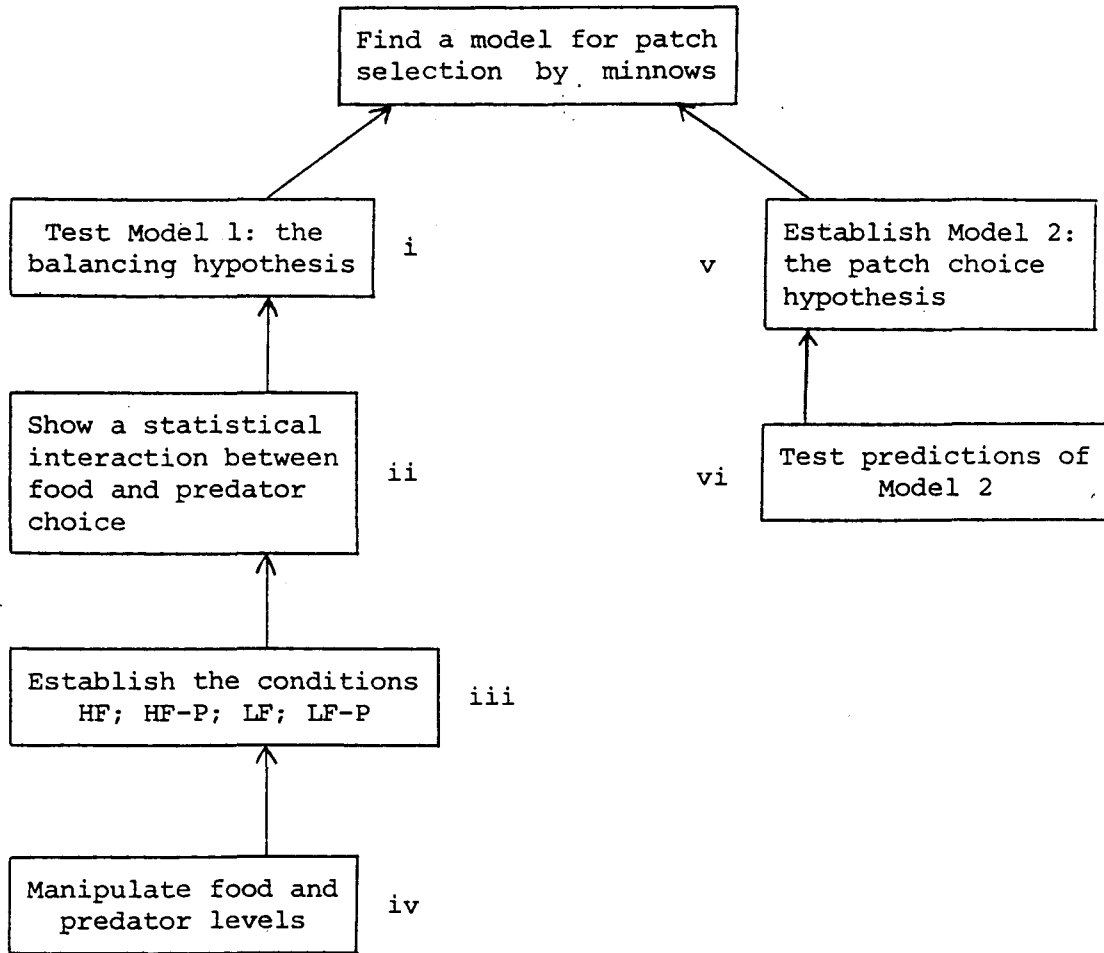 Find a model for patch
selection by minnows
Test Model 1: the
balancing hypothesis
i
v
Establish Model 2:
the patch choice
hypothesis
Show a statistical
interaction between
food and predator
choice
ii
vi
Test predictions of
Model 2
Establish the conditions
HF; HF-P; LF; LF-P
iii
Manipulate food and
predator levels
iv